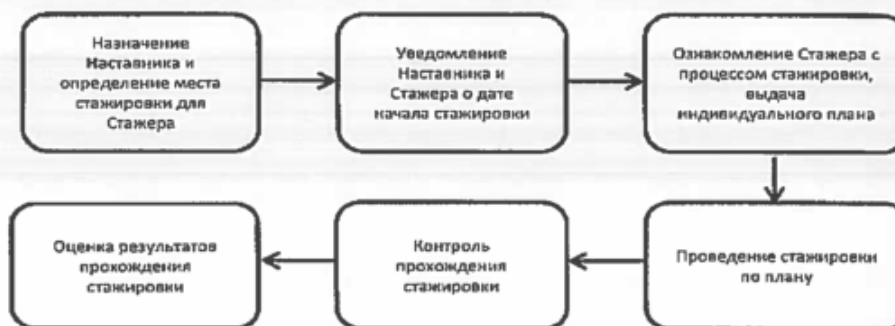 Назначение
Наставника и
определение места
стажировки для
Стажера
Уведомление
Наставника и
Стажера о дате
начала стажировки
Ознакомление Стажера с
процессом стажировки,
выдача
индивидуального плана
Проведение стажировки
по плану
Контроль
прохождения
стажировки
Оценка результатов
прохождения
стажировки